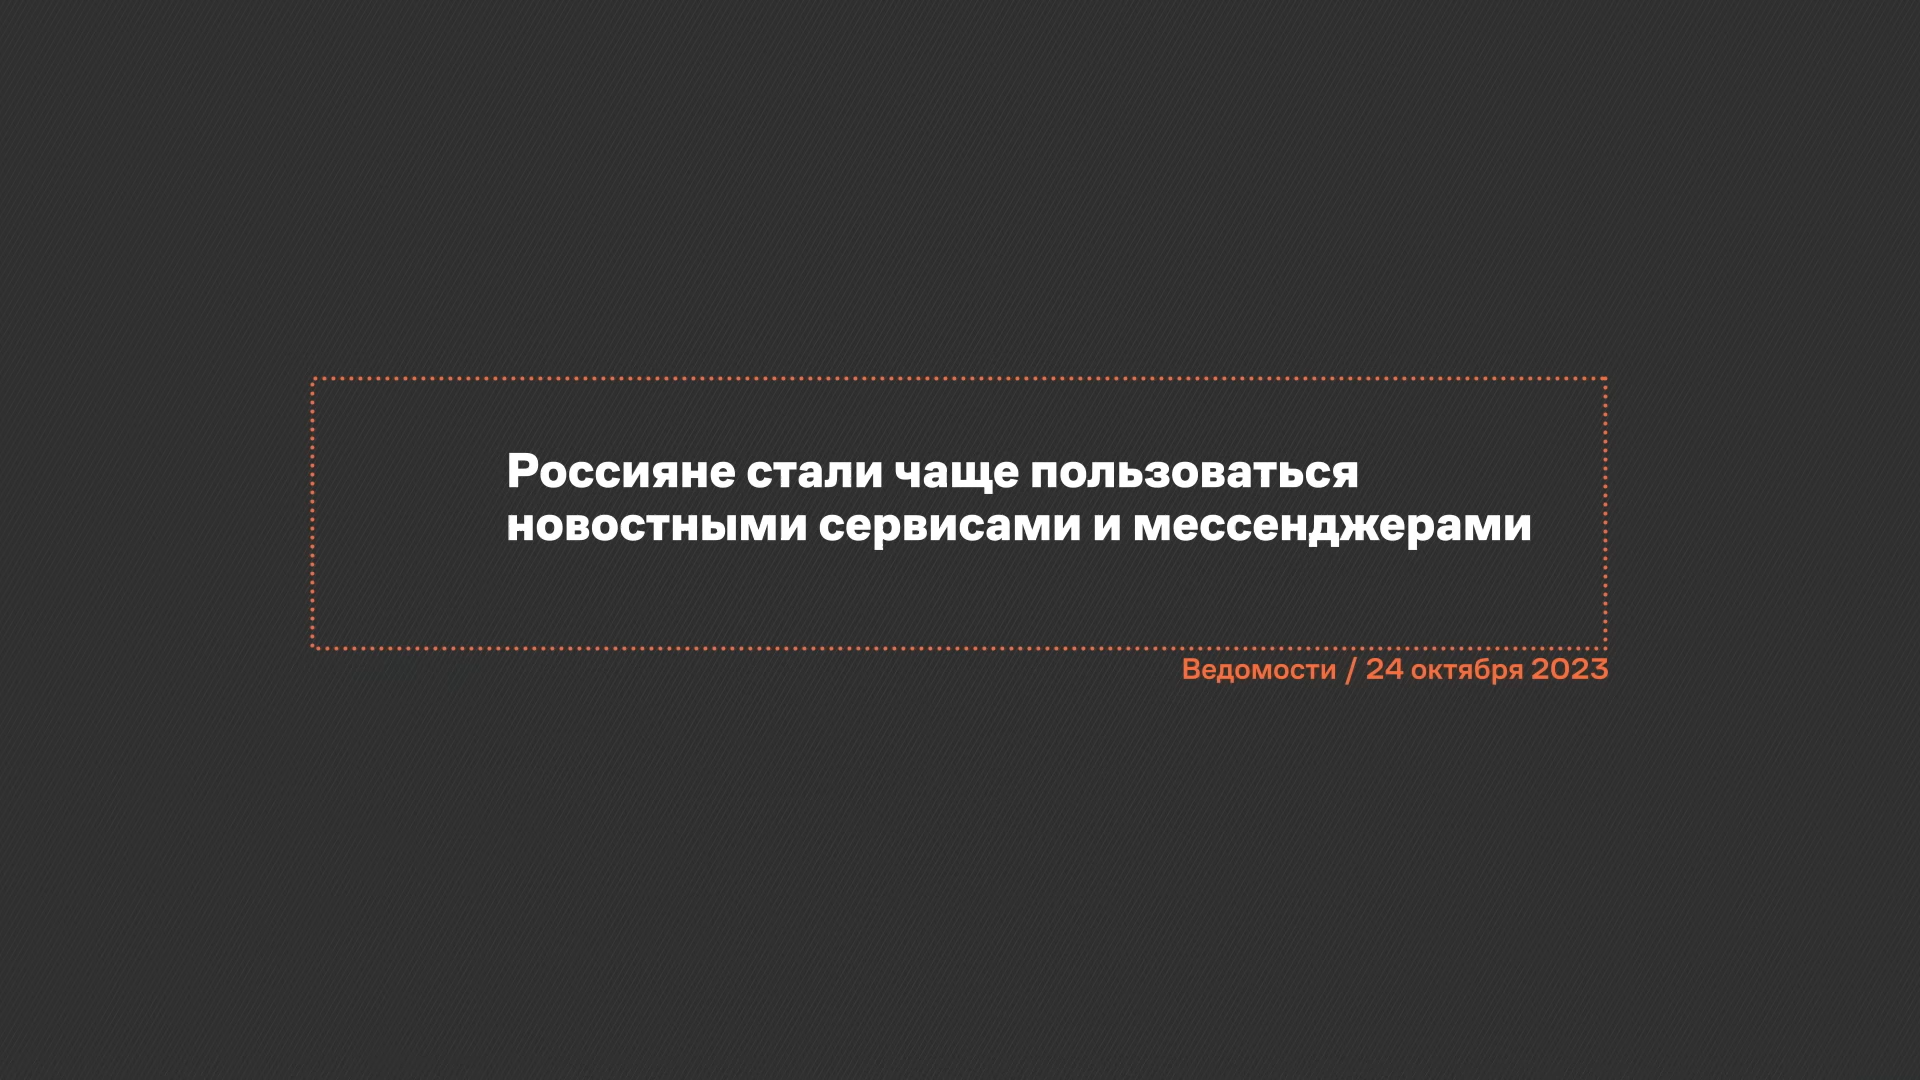 Россияне стали чаще пользоваться
новостными сервисами и мессенджерами
Ведомости / 24 октября 2023